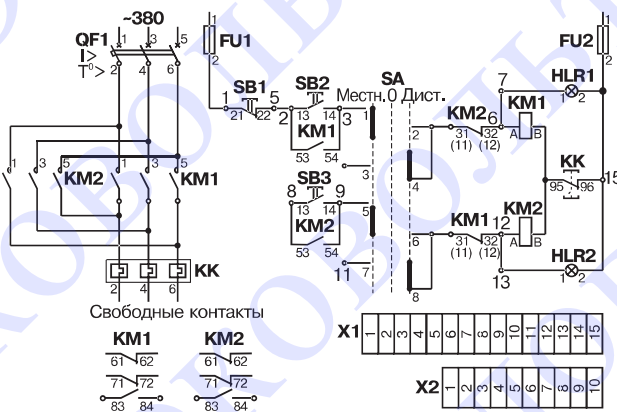 ~380
QF1
I>
T°>
1 3 5
2 4 6
1 3 5
KM2
1 3 5
KM1
KK
2 4 6
FU1
1
2
1
SB1
5
21 22
2
SB2
3
13 14
KM1
53 54
8
SB3
9
13 14
KM2
53 54
11
SA
Местн. 0 Дист.
1
3
5
7
2
4
6
8
KM2
6
31 32
(11) (12)
7
HLR1
1 2
KM1
A B
KK
95 96
15
KM1
12
31 32
(11) (12)
KM2
A B
13
HLR2
1 2
FU2
1
2
Свободные контакты
KM1
61 62
71 72
83 84
KM2
61 62
71 72
83 84
X1 1 2 3 4 5 6 7 8 9 10 11 12 13 14 15
X2 1 2 3 4 5 6 7 8 9 10